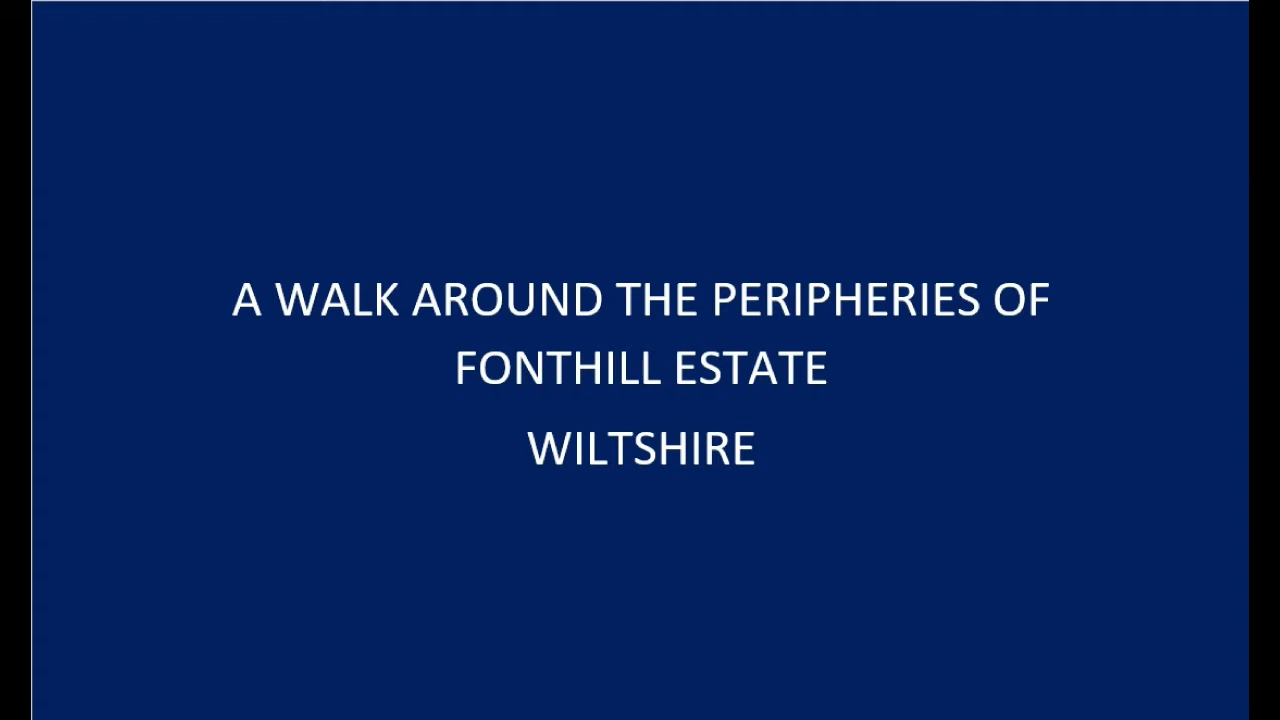 A WALK AROUND THE PERIPHERIES OF
FONTHILL ESTATE
WILTSHIRE